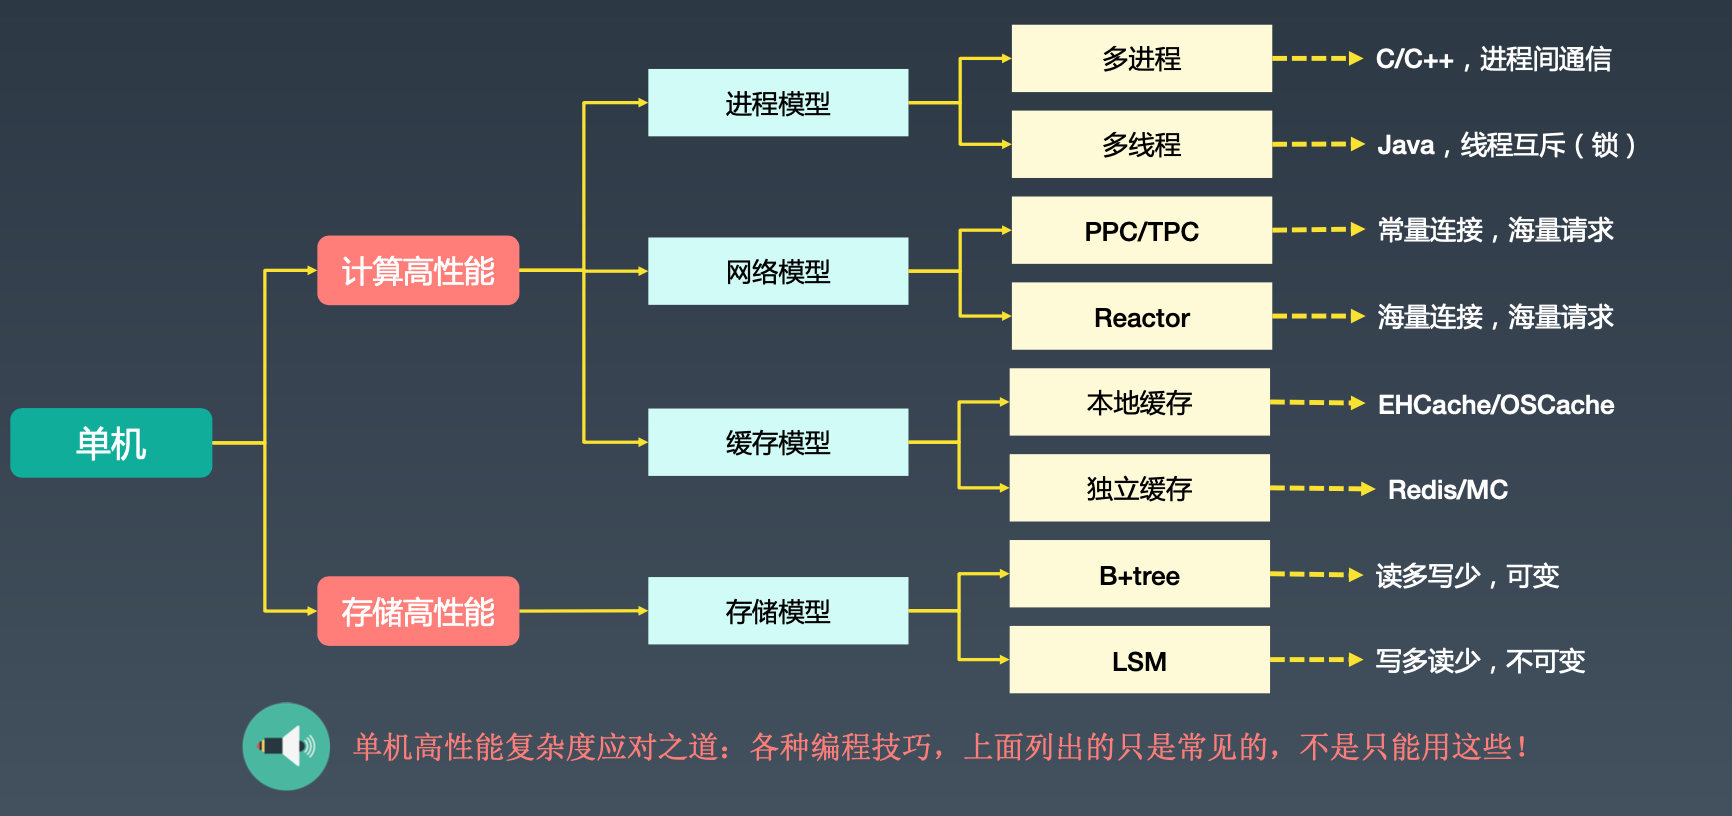 单机
计算高性能
存储高性能
进程模型
网络模型
缓存模型
存储模型
多进程
C/C++，进程间通信
多线程
Java，线程互斥（锁）
PPC/TPC
常量连接，海量请求
Reactor
海量连接，海量请求
本地缓存
EHCache/OSCache
独立缓存
Redis/MC
B+tree
读多写少，可变
LSM
写多读少，不可变
单机高性能复杂度应对之道：各种编程技巧，上面列出的只是常见的，不是只能用这些！